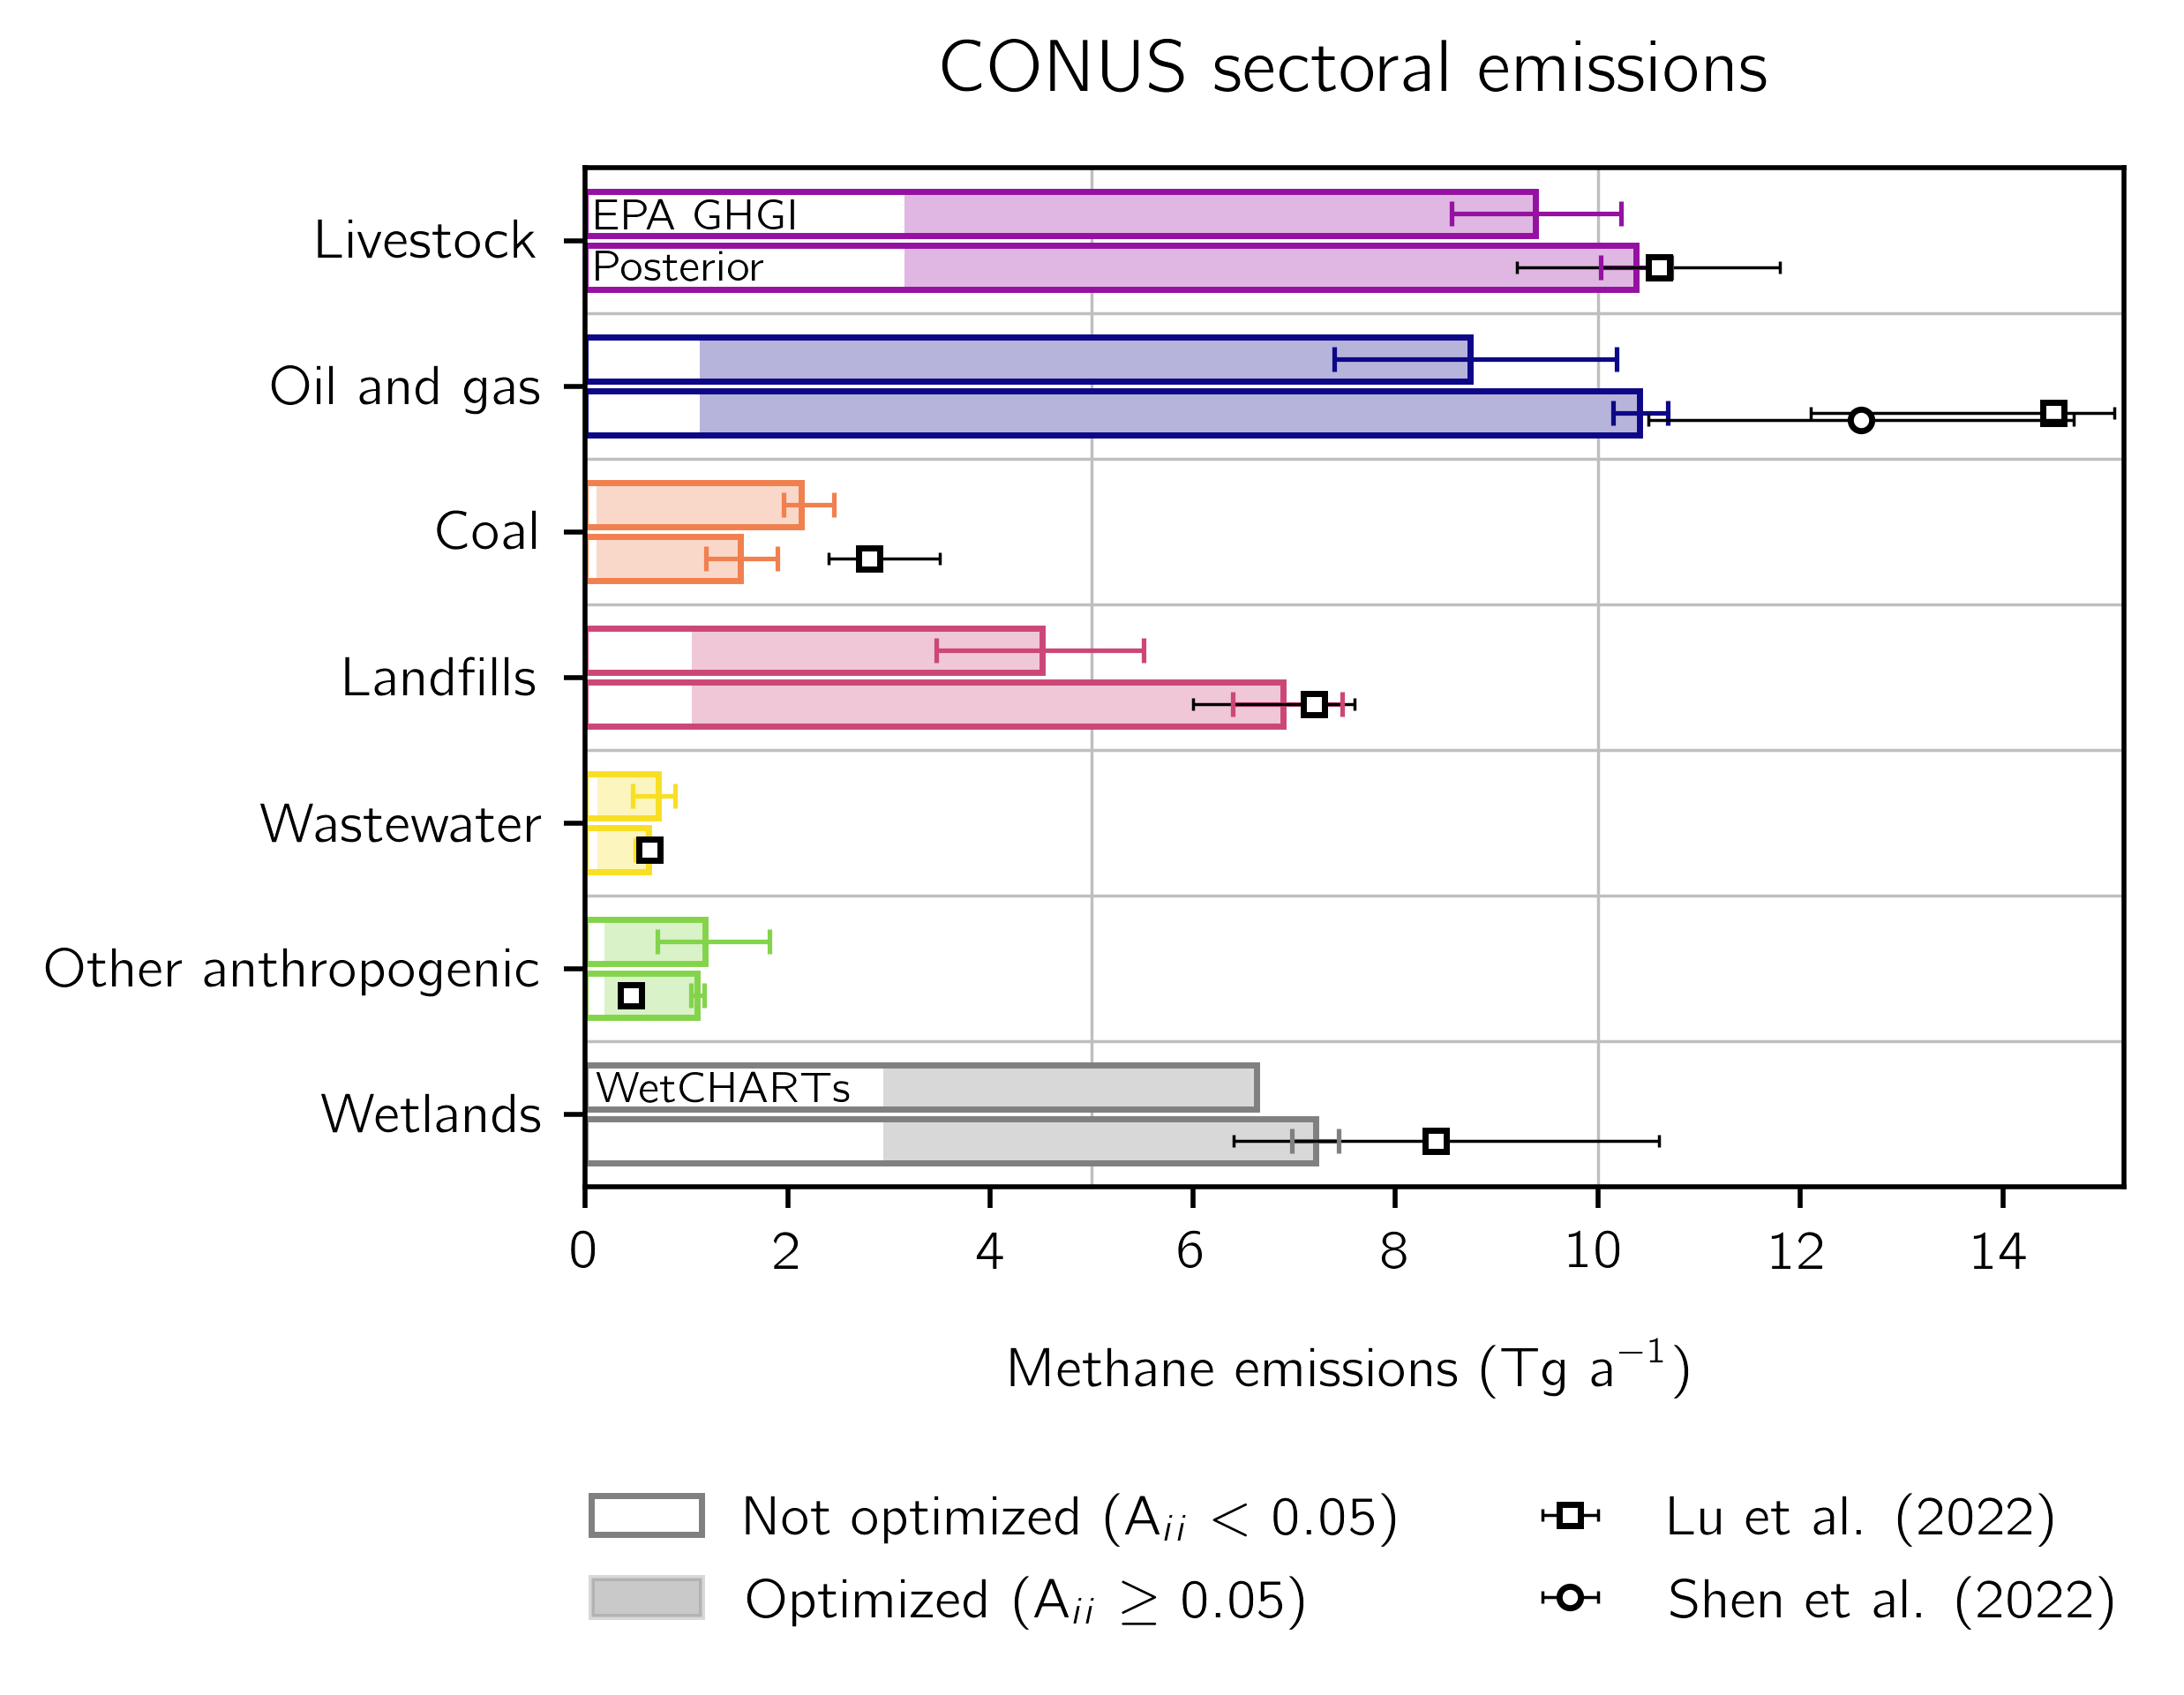 CONUS sectoral emissions
Livestock
EPA GHGI
Posterior
Oil and gas
Coal
Landfills
Wastewater
Other anthropogenic
Wetlands
WetCHARTs
0 2 4 6 8 10 12 14
Methane emissions (Tg a⁻¹)
Not optimized (Aᵢᵢ < 0.05)
Optimized (Aᵢᵢ ≥ 0.05)
Lu et al. (2022)
Shen et al. (2022)